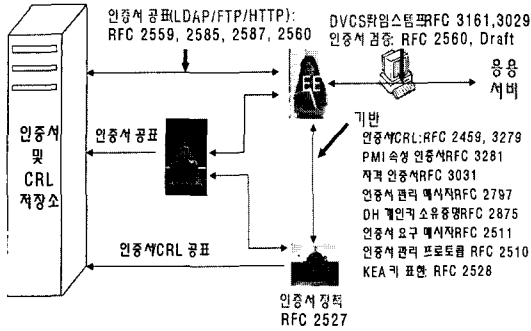 인증서 공표(LDAP/FTP/HTTP):
RFC 2559, 2585, 2587, 2560
DVCS타임스탬프RFC 3161,3029
인증서 검증: RFC 2560, Draft
EE
응용
서비
인증서
및
CRL
저장소
인증서 공표
기반
인증서/CRL:RFC 2459, 3279
PMI 속성 인증서RFC 3281
자격 인증서RFC 3031
인증서 관리 메시지RFC 2797
DH 개인키 소유증명RFC 2875
인증서 요구 메시지RFC 2511
인증서 관리 프로토콜 RFC 2510
KEA 키 표현: RFC 2528
인증서/CRL 공표
인증서 정책
RFC 2527